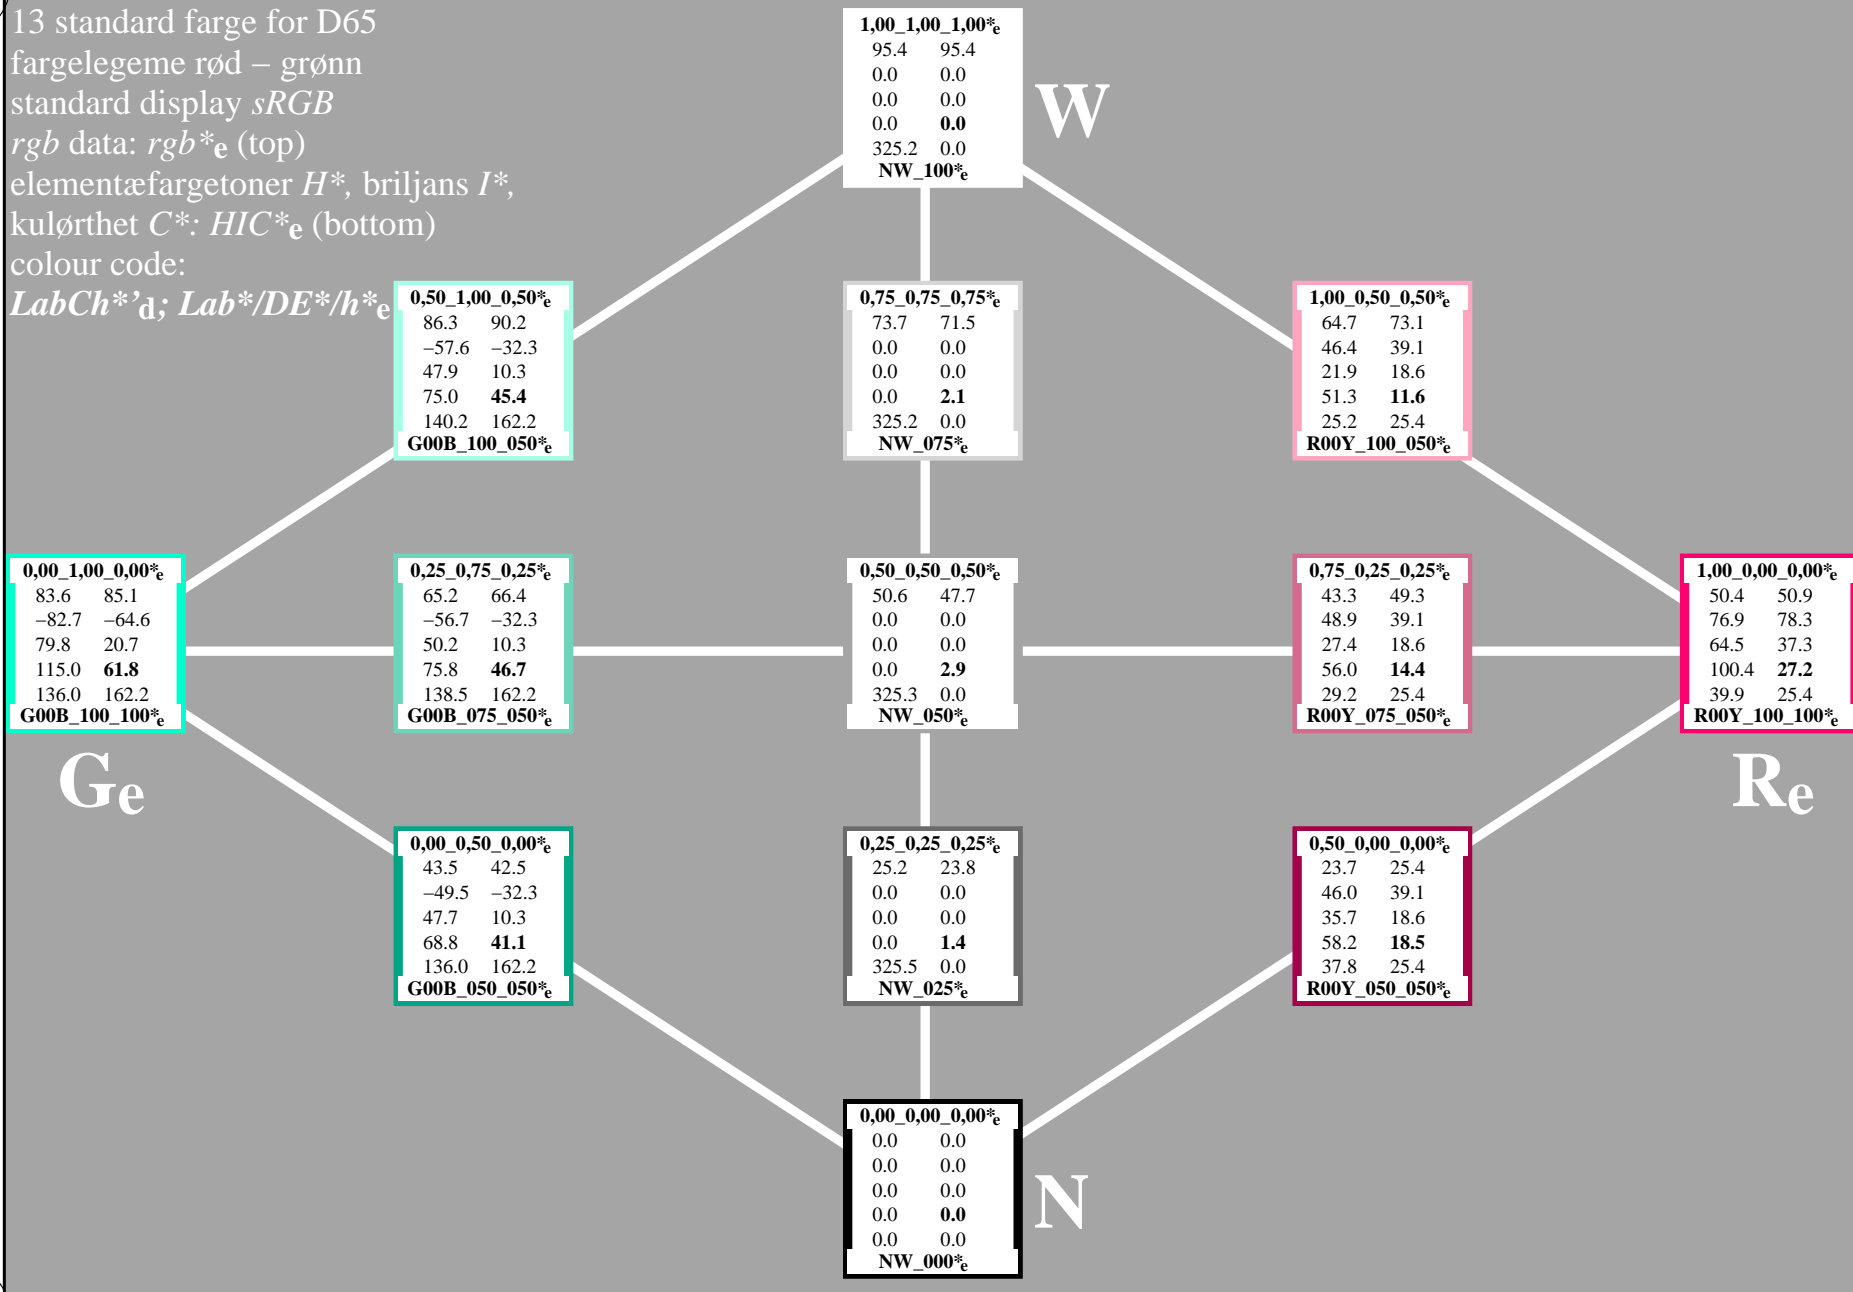 13 standard farge for D65
fargelegeme rød – grønn
standard display sRGB
rgb data: rgb*e (top)
elementæfargetoner H*, briljans I*,
kulørthet C*: HIC*e (bottom)
colour code:
LabCh*’d; Lab*/DE*/h*e
1,00_1,00_1,00*e
95.4 95.4
0.0 0.0
0.0 0.0
0.0 0.0
325.2 0.0
NW_100*e
W
0,50_1,00_0,50*e
86.3 90.2
−57.6 −32.3
47.9 10.3
75.0 45.4
140.2 162.2
G00B_100_050*e
0,75_0,75_0,75*e
73.7 71.5
0.0 0.0
0.0 0.0
0.0 2.1
325.2 0.0
NW_075*e
1,00_0,50_0,50*e
64.7 73.1
46.4 39.1
21.9 18.6
51.3 11.6
25.2 25.4
R00Y_100_050*e
0,00_1,00_0,00*e
83.6 85.1
−82.7 −64.6
79.8 20.7
115.0 61.8
136.0 162.2
G00B_100_100*e
Ge
0,25_0,75_0,25*e
65.2 66.4
−56.7 −32.3
50.2 10.3
75.8 46.7
138.5 162.2
G00B_075_050*e
0,50_0,50_0,50*e
50.6 47.7
0.0 0.0
0.0 0.0
0.0 2.9
325.3 0.0
NW_050*e
0,75_0,25_0,25*e
43.3 49.3
48.9 39.1
27.4 18.6
56.0 14.4
29.2 25.4
R00Y_075_050*e
1,00_0,00_0,00*e
50.4 50.9
76.9 78.3
64.5 37.3
100.4 27.2
39.9 25.4
R00Y_100_100*e
Re
0,00_0,50_0,00*e
43.5 42.5
−49.5 −32.3
47.7 10.3
68.8 41.1
136.0 162.2
G00B_050_050*e
0,25_0,25_0,25*e
25.2 23.8
0.0 0.0
0.0 0.0
0.0 1.4
325.5 0.0
NW_025*e
0,50_0,00_0,00*e
23.7 25.4
46.0 39.1
35.7 18.6
58.2 18.5
37.8 25.4
R00Y_050_050*e
0,00_0,00_0,00*e
0.0 0.0
0.0 0.0
0.0 0.0
0.0 0.0
0.0 0.0
NW_000*e
N